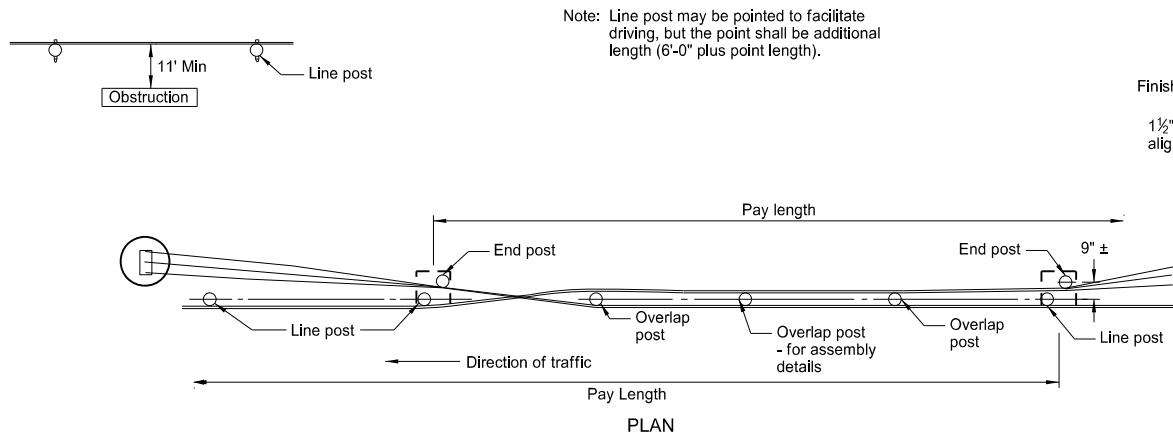 Note: Line post may be pointed to facilitate
driving, but the point shall be additional
length (6'-0" plus point length).
11' Min
Line post
Obstruction
Finish
1½"
alig
Pay length
End post
End post
9" ±
Line post
Overlap
post
Overlap post
- for assembly
details
Overlap
post
Line post
Direction of traffic
Pay Length
PLAN